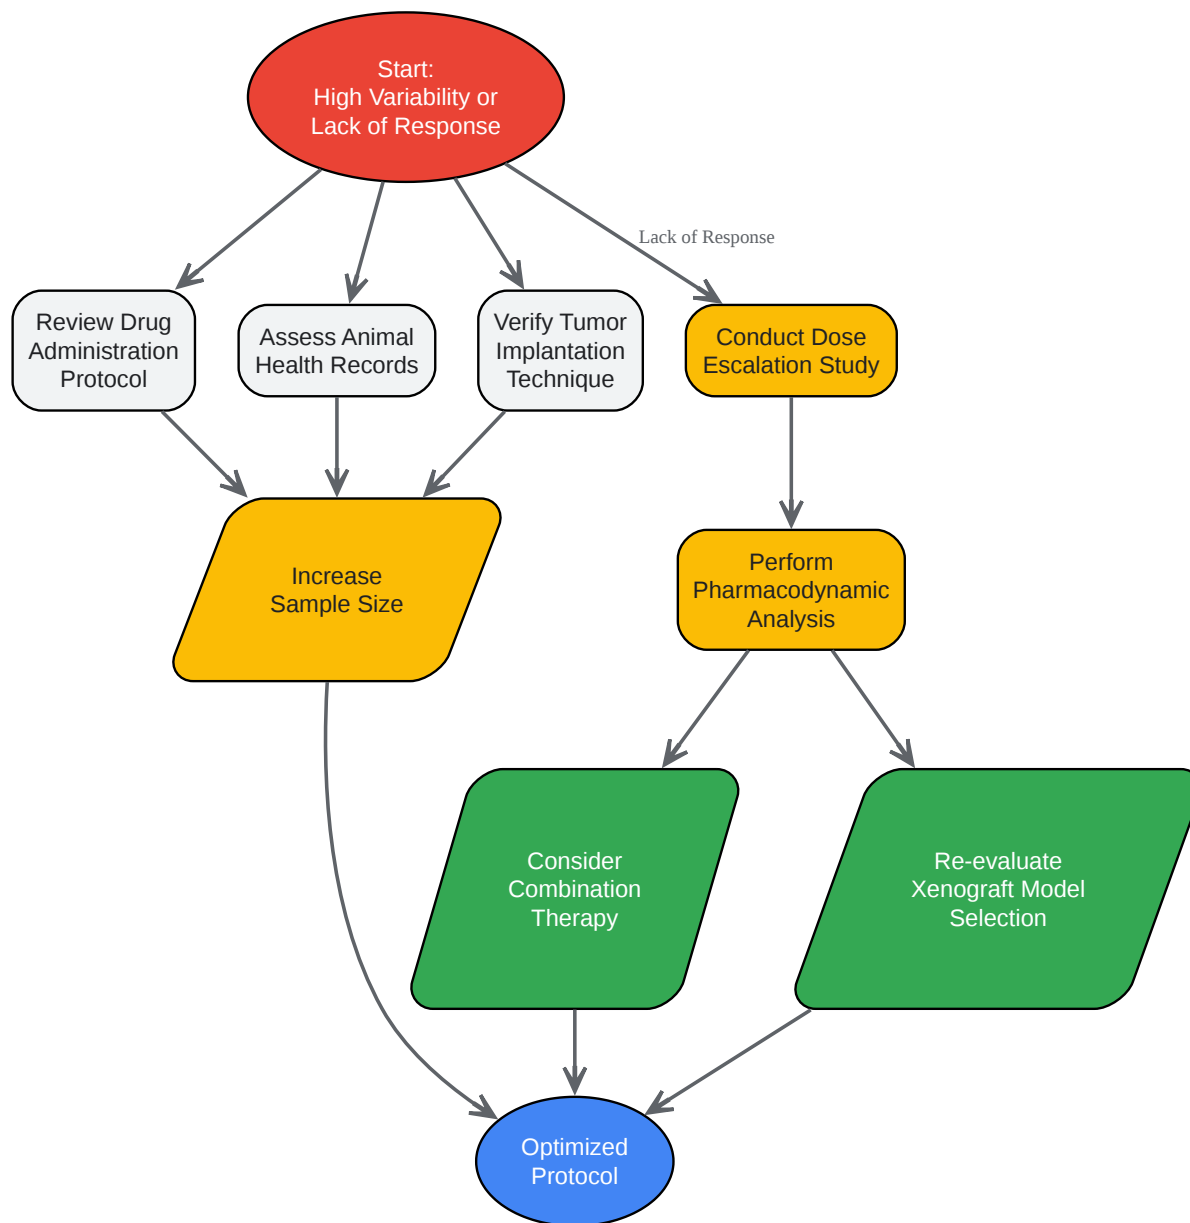 Start:
High Variability or
Lack of Response
Lack of Response
Review Drug
Administration
Protocol
Assess Animal
Health Records
Verify Tumor
Implantation
Technique
Conduct Dose
Escalation Study
Increase
Sample Size
Perform
Pharmacodynamic
Analysis
Consider
Combination
Therapy
Re-evaluate
Xenograft Model
Selection
Optimized
Protocol